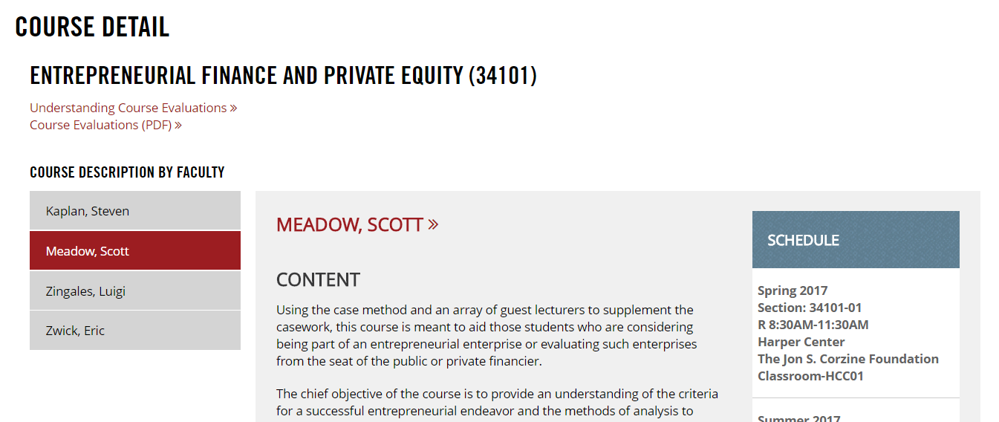 COURSE DETAIL
ENTREPRENEURIAL FINANCE AND PRIVATE EQUITY (34101)
Understanding Course Evaluations »
Course Evaluations (PDF) »
COURSE DESCRIPTION BY FACULTY
Kaplan, Steven
Meadow, Scott
Zingales, Luigi
Zwick, Eric
MEADOW, SCOTT »
CONTENT
Using the case method and an array of guest lecturers to supplement the
casework, this course is meant to aid those students who are considering
being part of an entrepreneurial enterprise or evaluating such enterprises
from the seat of the public or private financier.
The chief objective of the course is to provide an understanding of the criteria
for a successful entrepreneurial endeavor and the methods of analysis to
SCHEDULE
Spring 2017
Section: 34101-01
R 8:30AM-11:30AM
Harper Center
The Jon S. Corzine Foundation
Classroom-HCC01
Summer 2017